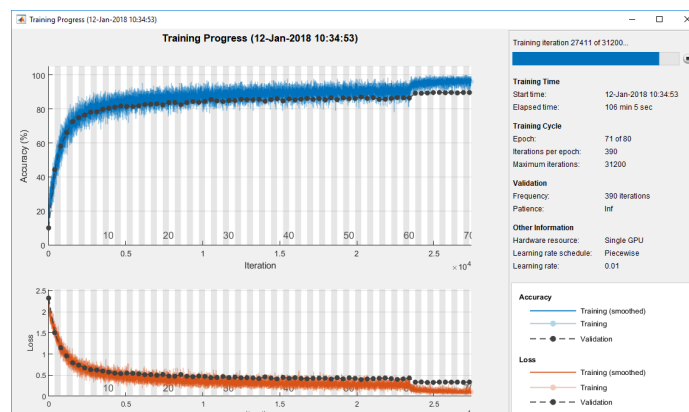 Training Progress (12-Jan-2018 10:34:53)
Training Progress (12-Jan-2018 10:34:53)
Accuracy (%)
100
80
60
40
20
0
10
20
30
40
50
60
70
0
0.5
1
1.5
2
2.5
Iteration
× 10^4
Loss
2.5
2
1.5
1
0.5
0
10
20
30
40
50
60
0
0.5
1
1.5
2
2.5
Training iteration 27411 of 31200...
Training Time
Start time: 12-Jan-2018 10:34:53
Elapsed time: 106 min 5 sec
Training Cycle
Epoch: 71 of 80
Iterations per epoch: 390
Maximum iterations: 31200
Validation
Frequency: 390 iterations
Patience: Inf
Other Information
Hardware resource: Single GPU
Learning rate schedule: Piecewise
Learning rate: 0.01
Accuracy
Training (smoothed)
Training
Validation
Loss
Training (smoothed)
Training
Validation